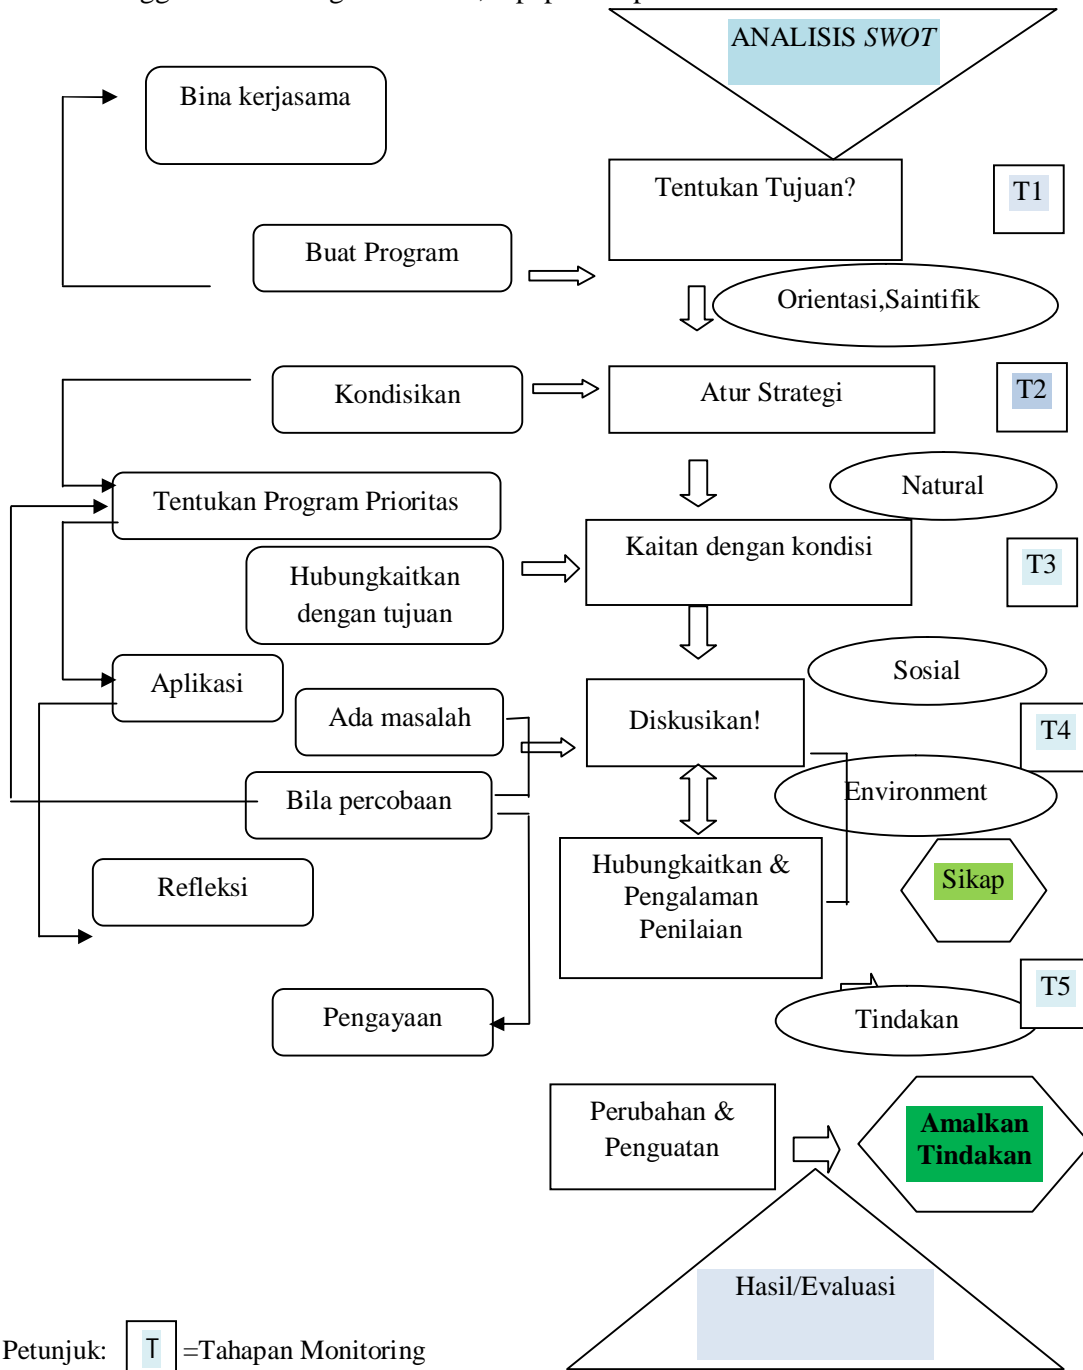 ANALISIS SWOT
Bina kerjasama
Tentukan Tujuan?
T1
Buat Program
Orientasi,Saintifik
Kondisikan
Atur Strategi
T2
Tentukan Program Prioritas
Natural
Kaitan dengan kondisi
T3
Hubungkaitkan
dengan tujuan
Aplikasi
Sosial
Ada masalah
Diskusikan!
T4
Bila percobaan
Environment
Refleksi
Hubungkaitkan &
Pengalaman
Penilaian
Sikap
T5
Pengayaan
Tindakan
Perubahan &
Penguatan
Amalkan
Tindakan
Hasil/Evaluasi
Petunjuk: T =Tahapan Monitoring